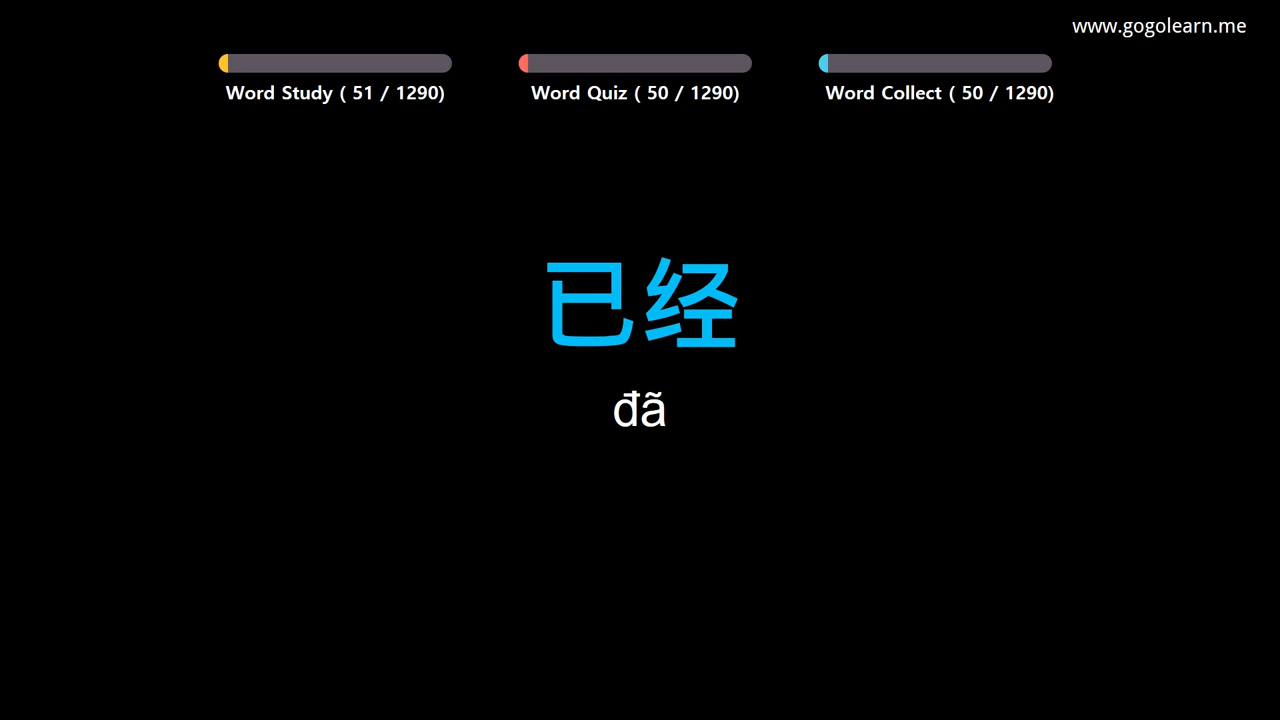 www.gogolearn.me
Word Study ( 51 / 1290)
Word Quiz ( 50 / 1290)
Word Collect ( 50 / 1290)
已经
đã